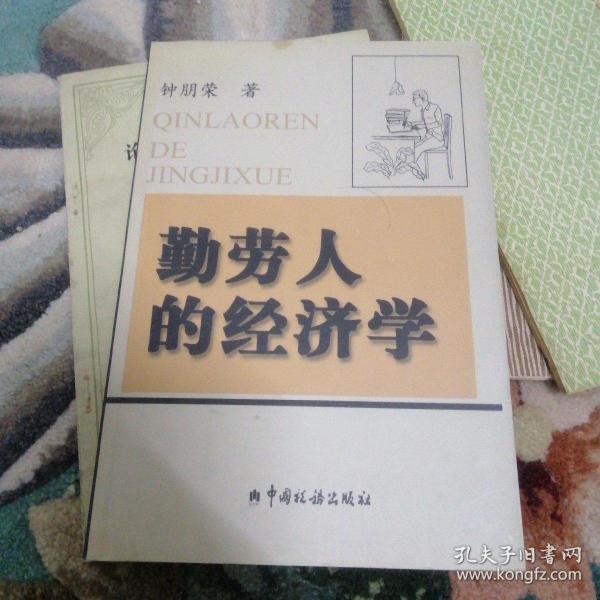 钟朋荣 著
QINLAOREN
DE
JINGJIXUE
勤劳人
的经济学
中国税务出版社
论
孔夫子旧书网
www.kongfz.com